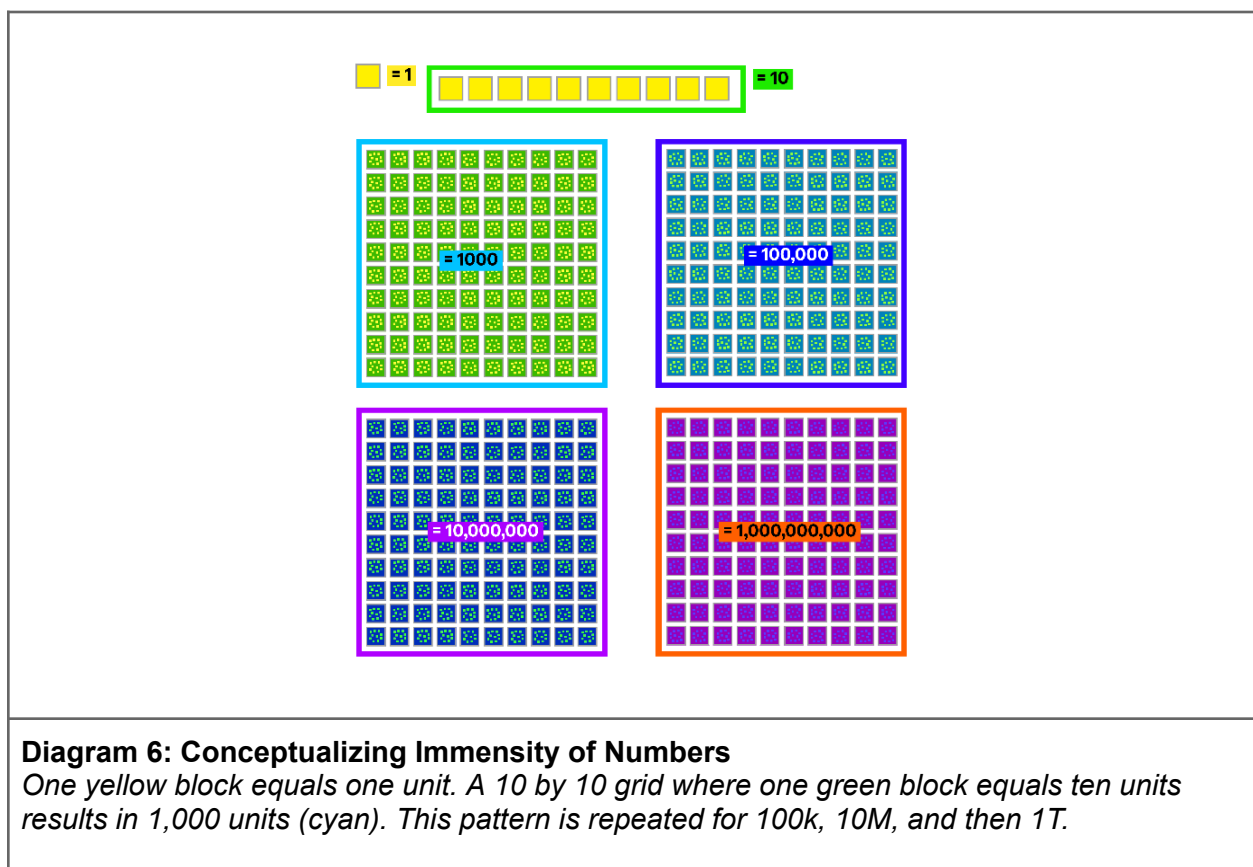 = 1
= 10
= 1000
= 100,000
= 10,000,000
= 1,000,000,000
Diagram 6: Conceptualizing Immensity of Numbers
One yellow block equals one unit. A 10 by 10 grid where one green block equals ten units
results in 1,000 units (cyan). This pattern is repeated for 100k, 10M, and then 1T.